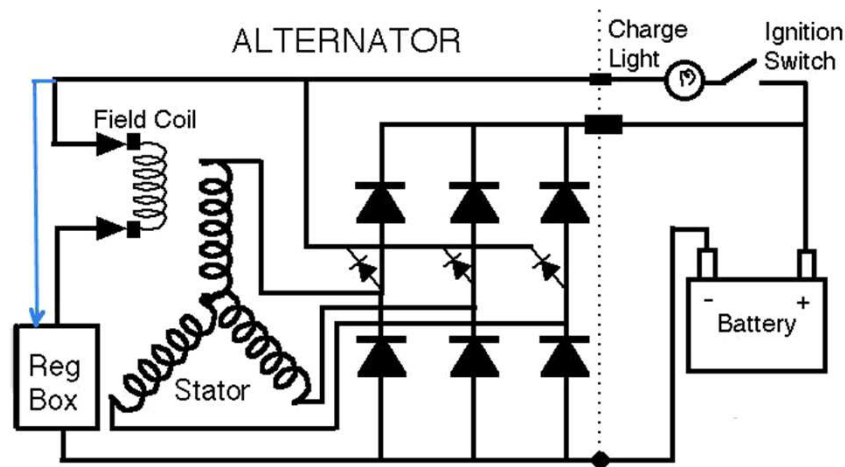 ALTERNATOR
Charge
Light
Ignition
Switch
Field Coil
Stator
Reg
Box
- +
Battery